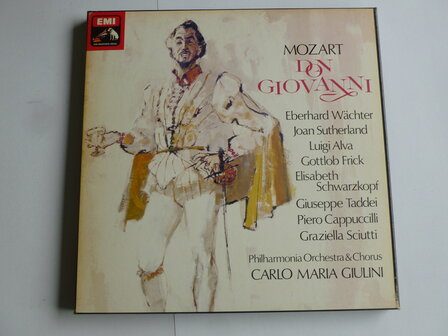 EMI
MOZART
DON
GIOVANNI
Eberhard Wächter
Joan Sutherland
Luigi Alva
Gottlob Frick
Elisabeth
Schwarzkopf
Giuseppe Taddei
Piero Cappuccilli
Graziella Sciutti
Philharmonia Orchestra & Chorus
CARLO MARIA GIULINI